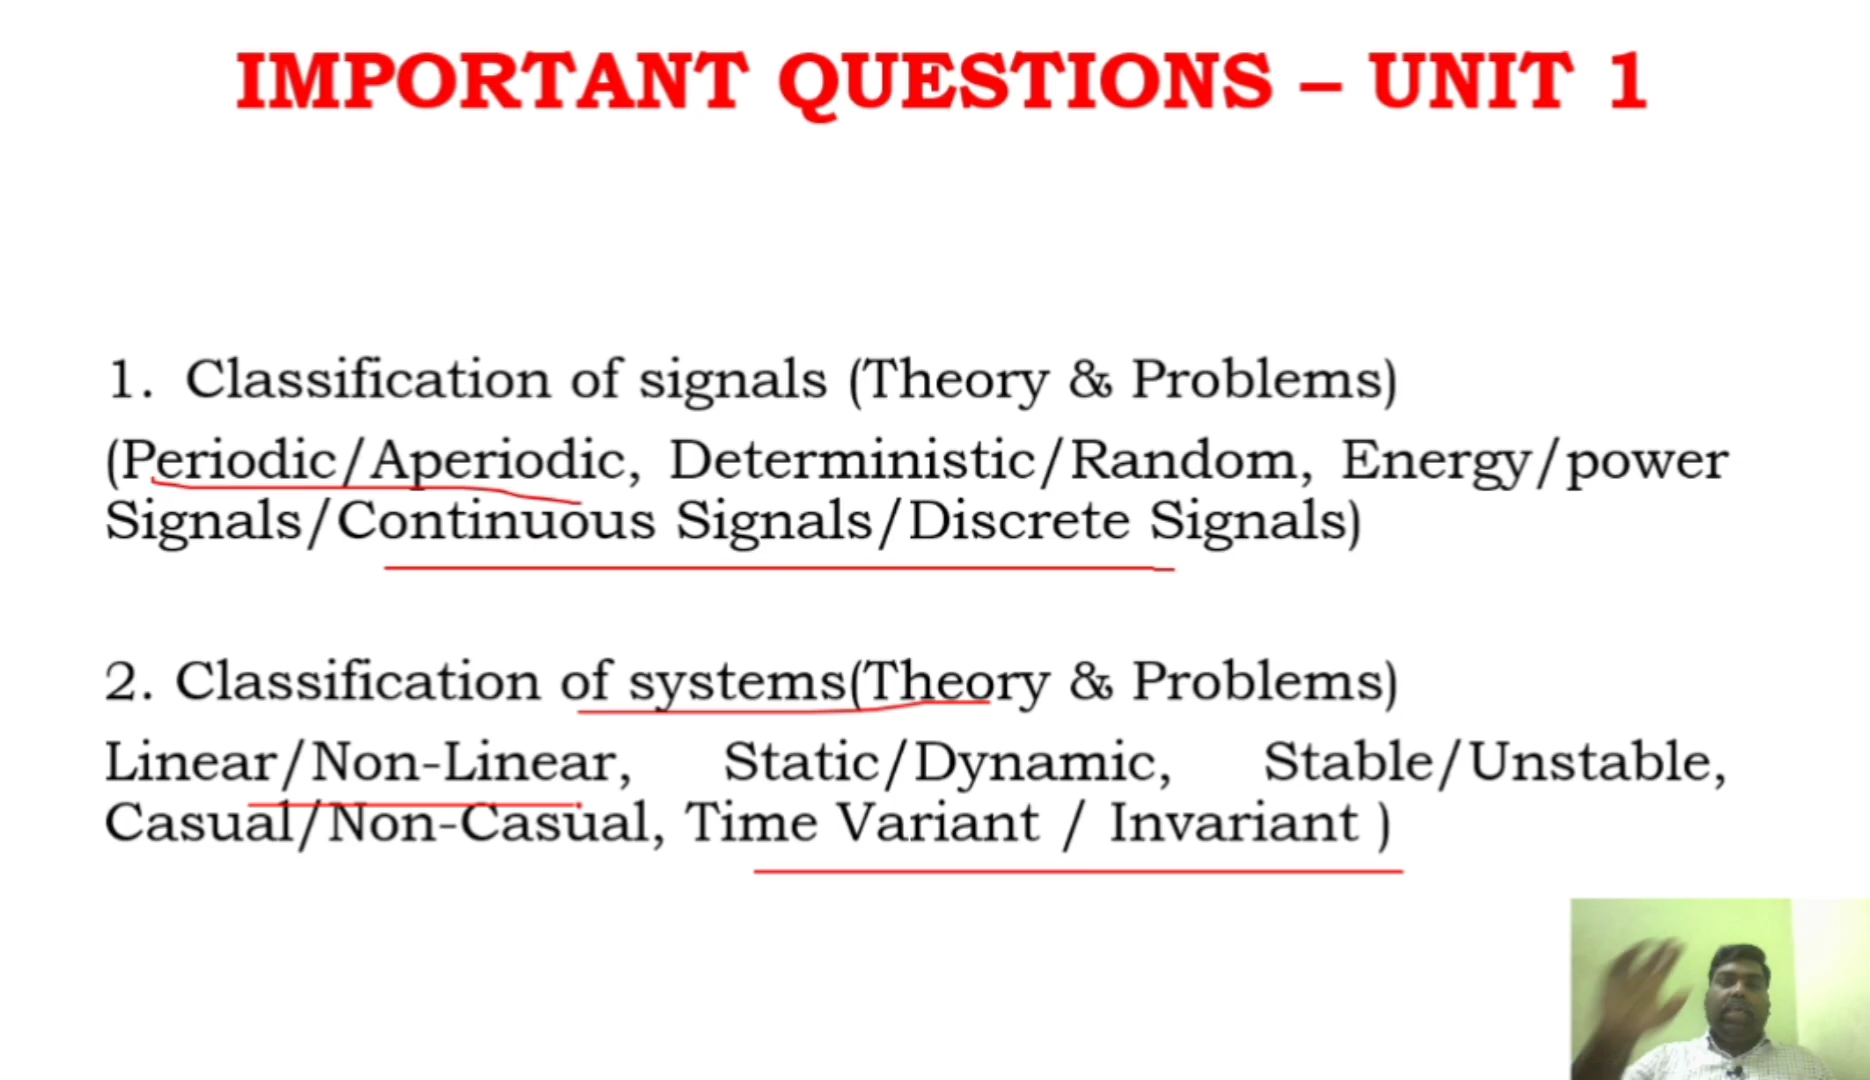 IMPORTANT QUESTIONS – UNIT 1
1. Classification of signals (Theory & Problems)
(Periodic/Aperiodic, Deterministic/Random, Energy/power
Signals/Continuous Signals/Discrete Signals)
2. Classification of systems(Theory & Problems)
Linear/Non-Linear, Static/Dynamic, Stable/Unstable,
Casual/Non-Casual, Time Variant / Invariant )